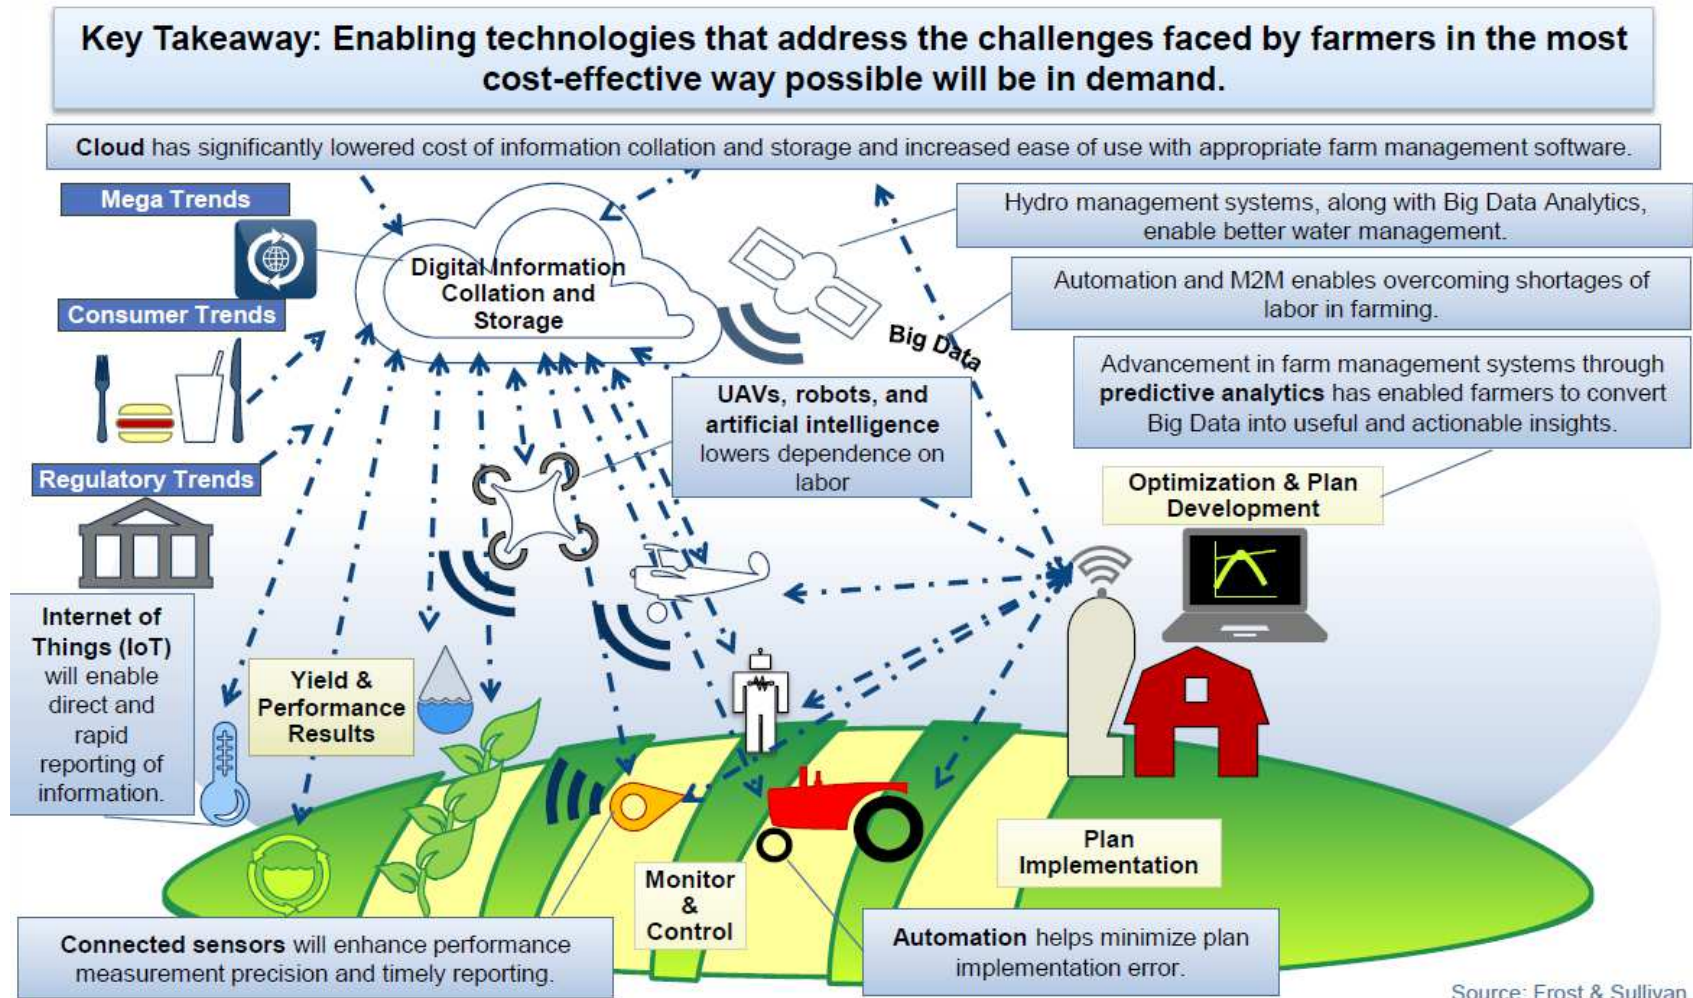 Key Takeaway: Enabling technologies that address the challenges faced by farmers in the most
cost-effective way possible will be in demand.
Cloud has significantly lowered cost of information collation and storage and increased ease of use with appropriate farm management software.
Mega Trends
Digital Information
Collation and
Storage
Hydro management systems, along with Big Data Analytics,
enable better water management.
Automation and M2M enables overcoming shortages of
labor in farming.
Consumer Trends
Big Data
Advancement in farm management systems through
predictive analytics has enabled farmers to convert
Big Data into useful and actionable insights.
UAVs, robots, and
artificial intelligence
lowers dependence on
labor
Regulatory Trends
Optimization & Plan
Development
Internet of
Things (IoT)
will enable
direct and
rapid
reporting of
information.
Yield &
Performance
Results
Plan
Implementation
Monitor
&
Control
Connected sensors will enhance performance
measurement precision and timely reporting.
Automation helps minimize plan
implementation error.
Source: Frost & Sullivan